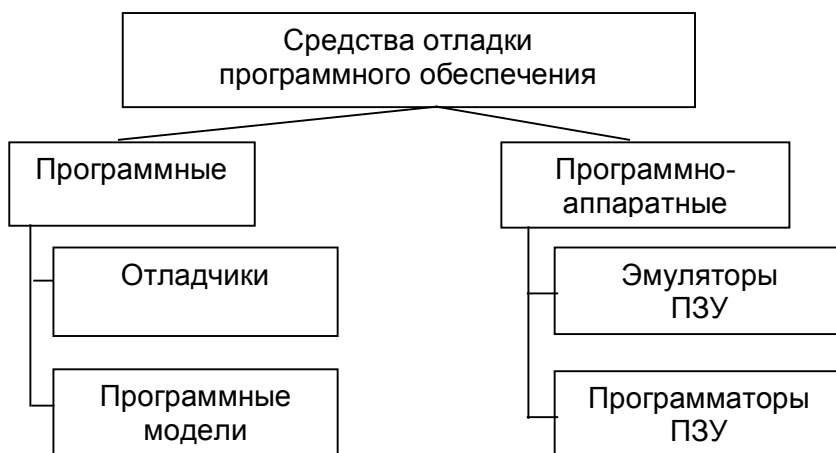 Средства отладки
программного обеспечения
Программные
Программно-
аппаратные
Отладчики
Эмуляторы
ПЗУ
Программные
модели
Программаторы
ПЗУ